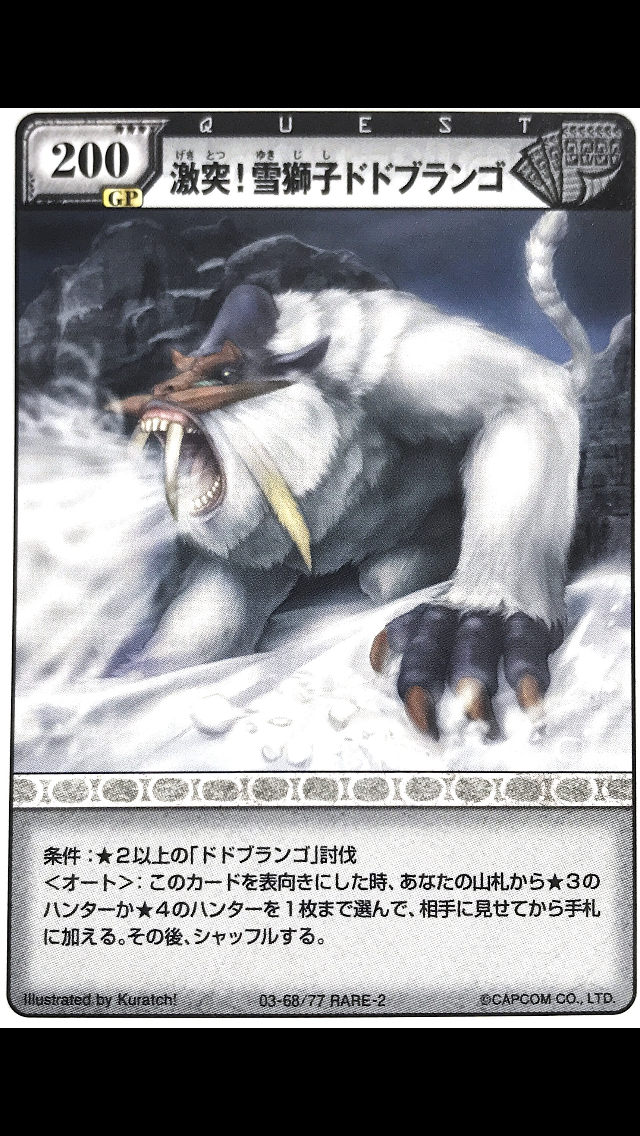 QUEST
200
GP
げき とつ ゆき じ し
激突!雪獅子ドドブランゴ
条件:★2以上の「ドドブランゴ」討伐
<オート>:このカードを表向きにした時、あなたの山札から★3の
ハンターか★4のハンターを1枚まで選んで、相手に見せてから手札
に加える。その後、シャッフルする。
Illustrated by Kuratch! 03-68/77 RARE-2 ©CAPCOM CO., LTD.